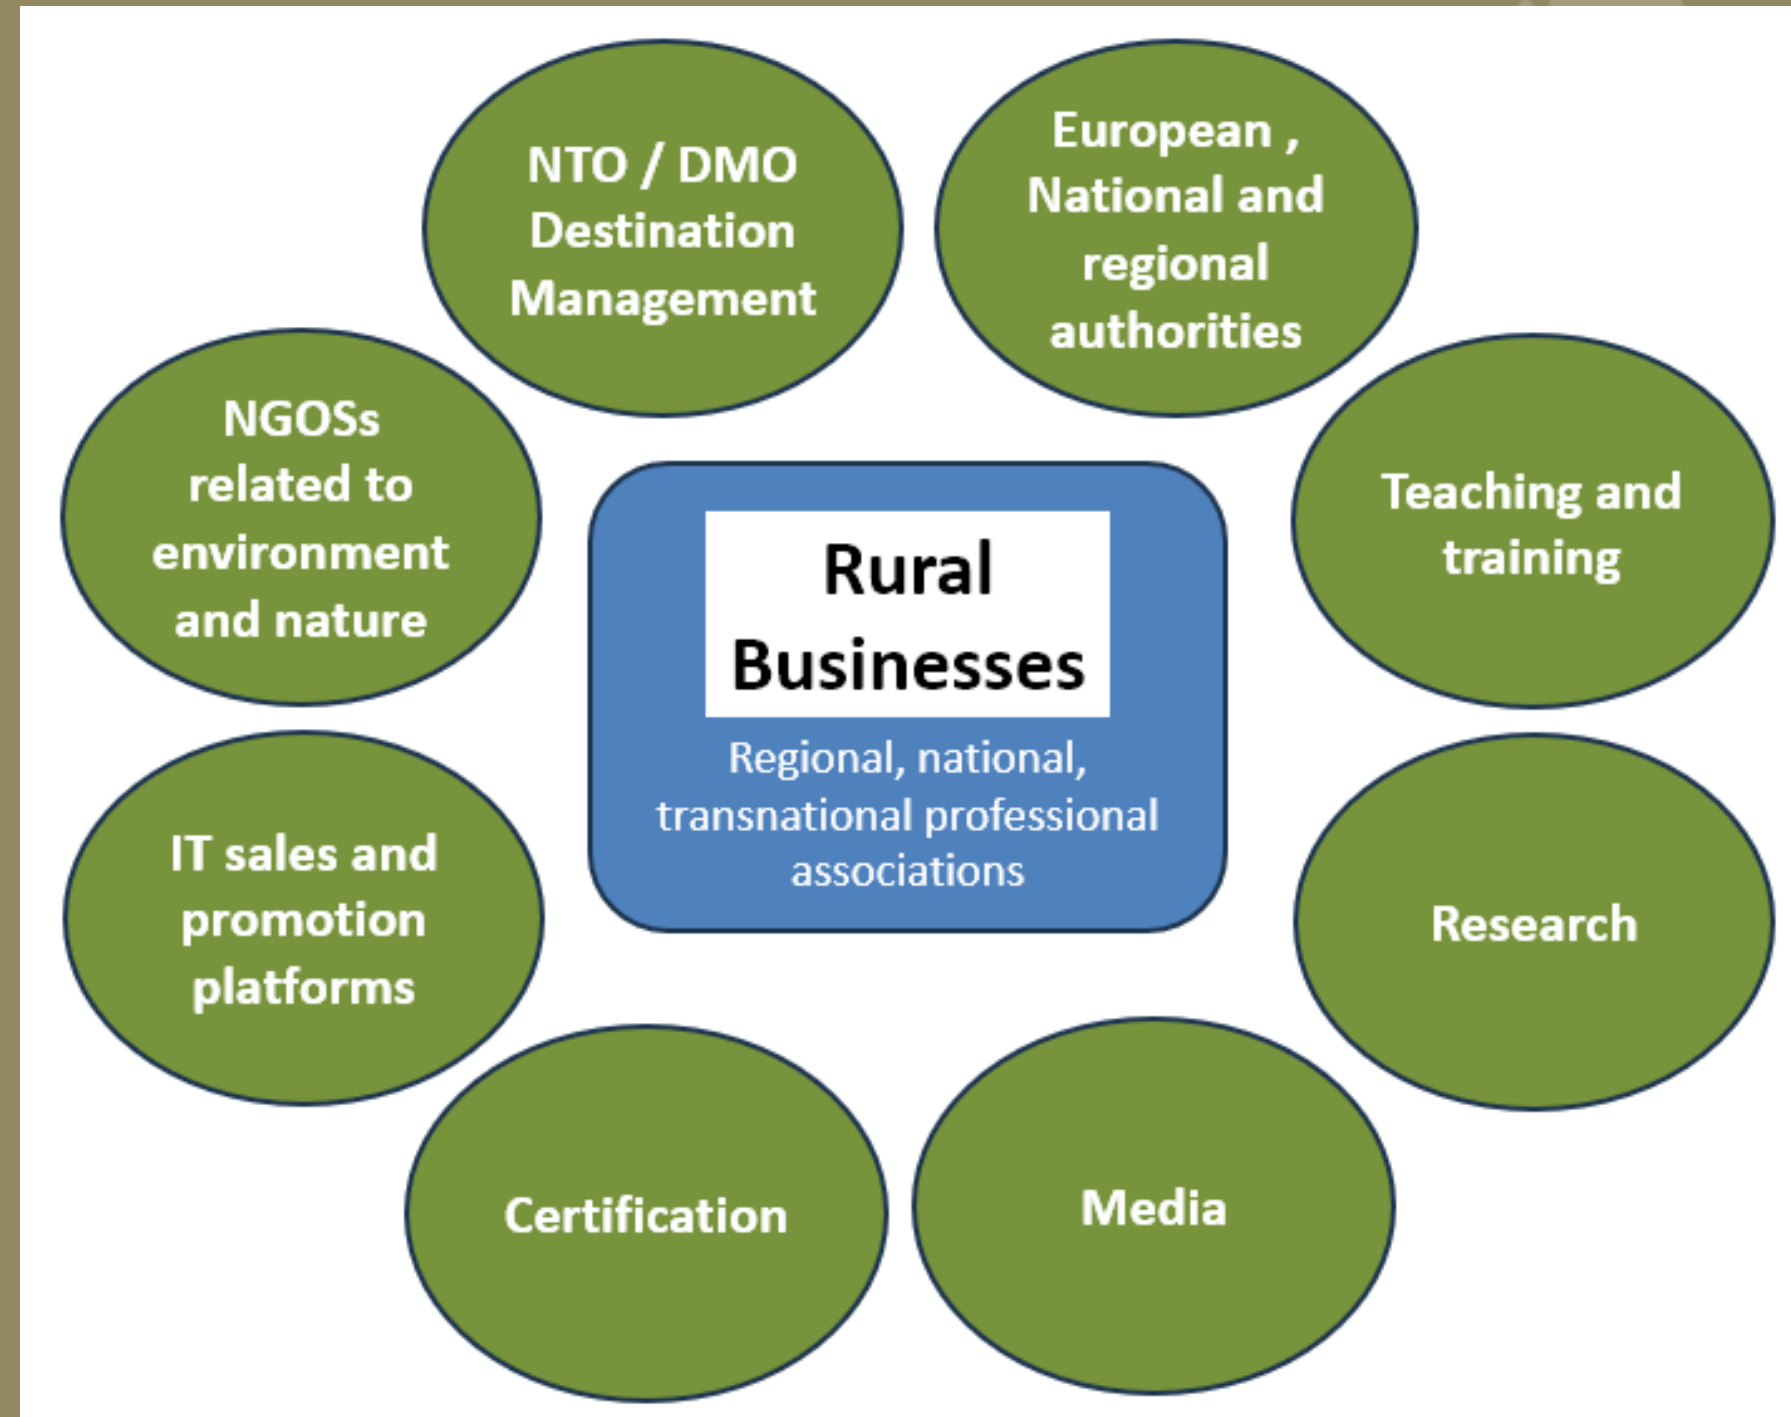 NTO / DMO
Destination
Management
European ,
National and
regional
authorities
NGOSs
related to
environment
and nature
Teaching and
training
Rural
Businesses
Regional, national,
transnational professional
associations
IT sales and
promotion
platforms
Research
Certification
Media